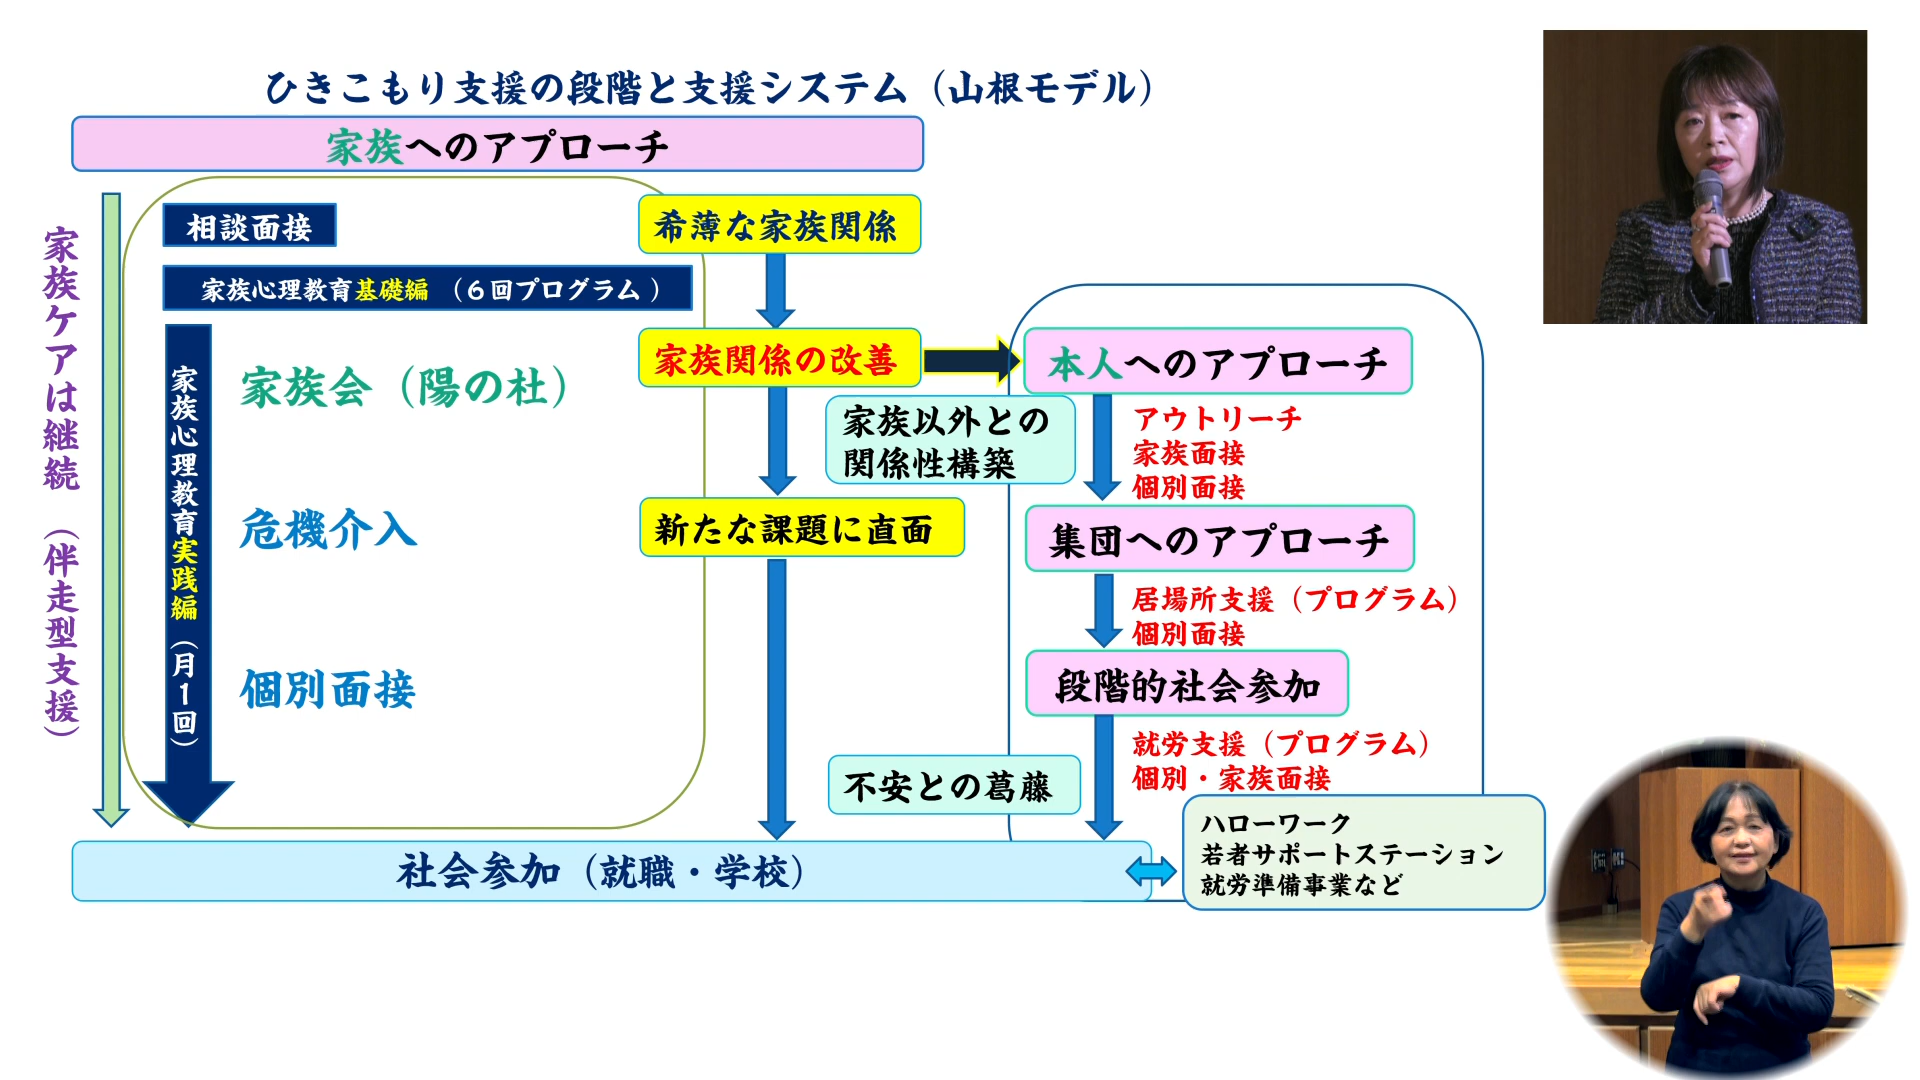 ひきこもり支援の段階と支援システム（山根モデル）
家族へのアプローチ
家族ケアは継続　（伴走型支援）
相談面接
家族心理教育基礎編　（６回プログラム ）
家族心理教育実践編　（月１回）
家族会（陽の杜）
危機介入
個別面接
希薄な家族関係
家族関係の改善
新たな課題に直面
家族以外との
関係性構築
不安との葛藤
本人へのアプローチ
アウトリーチ
家族面接
個別面接
集団へのアプローチ
居場所支援（プログラム）
個別面接
段階的社会参加
就労支援（プログラム）
個別・家族面接
社会参加（就職・学校）
ハローワーク
若者サポートステーション
就労準備事業など